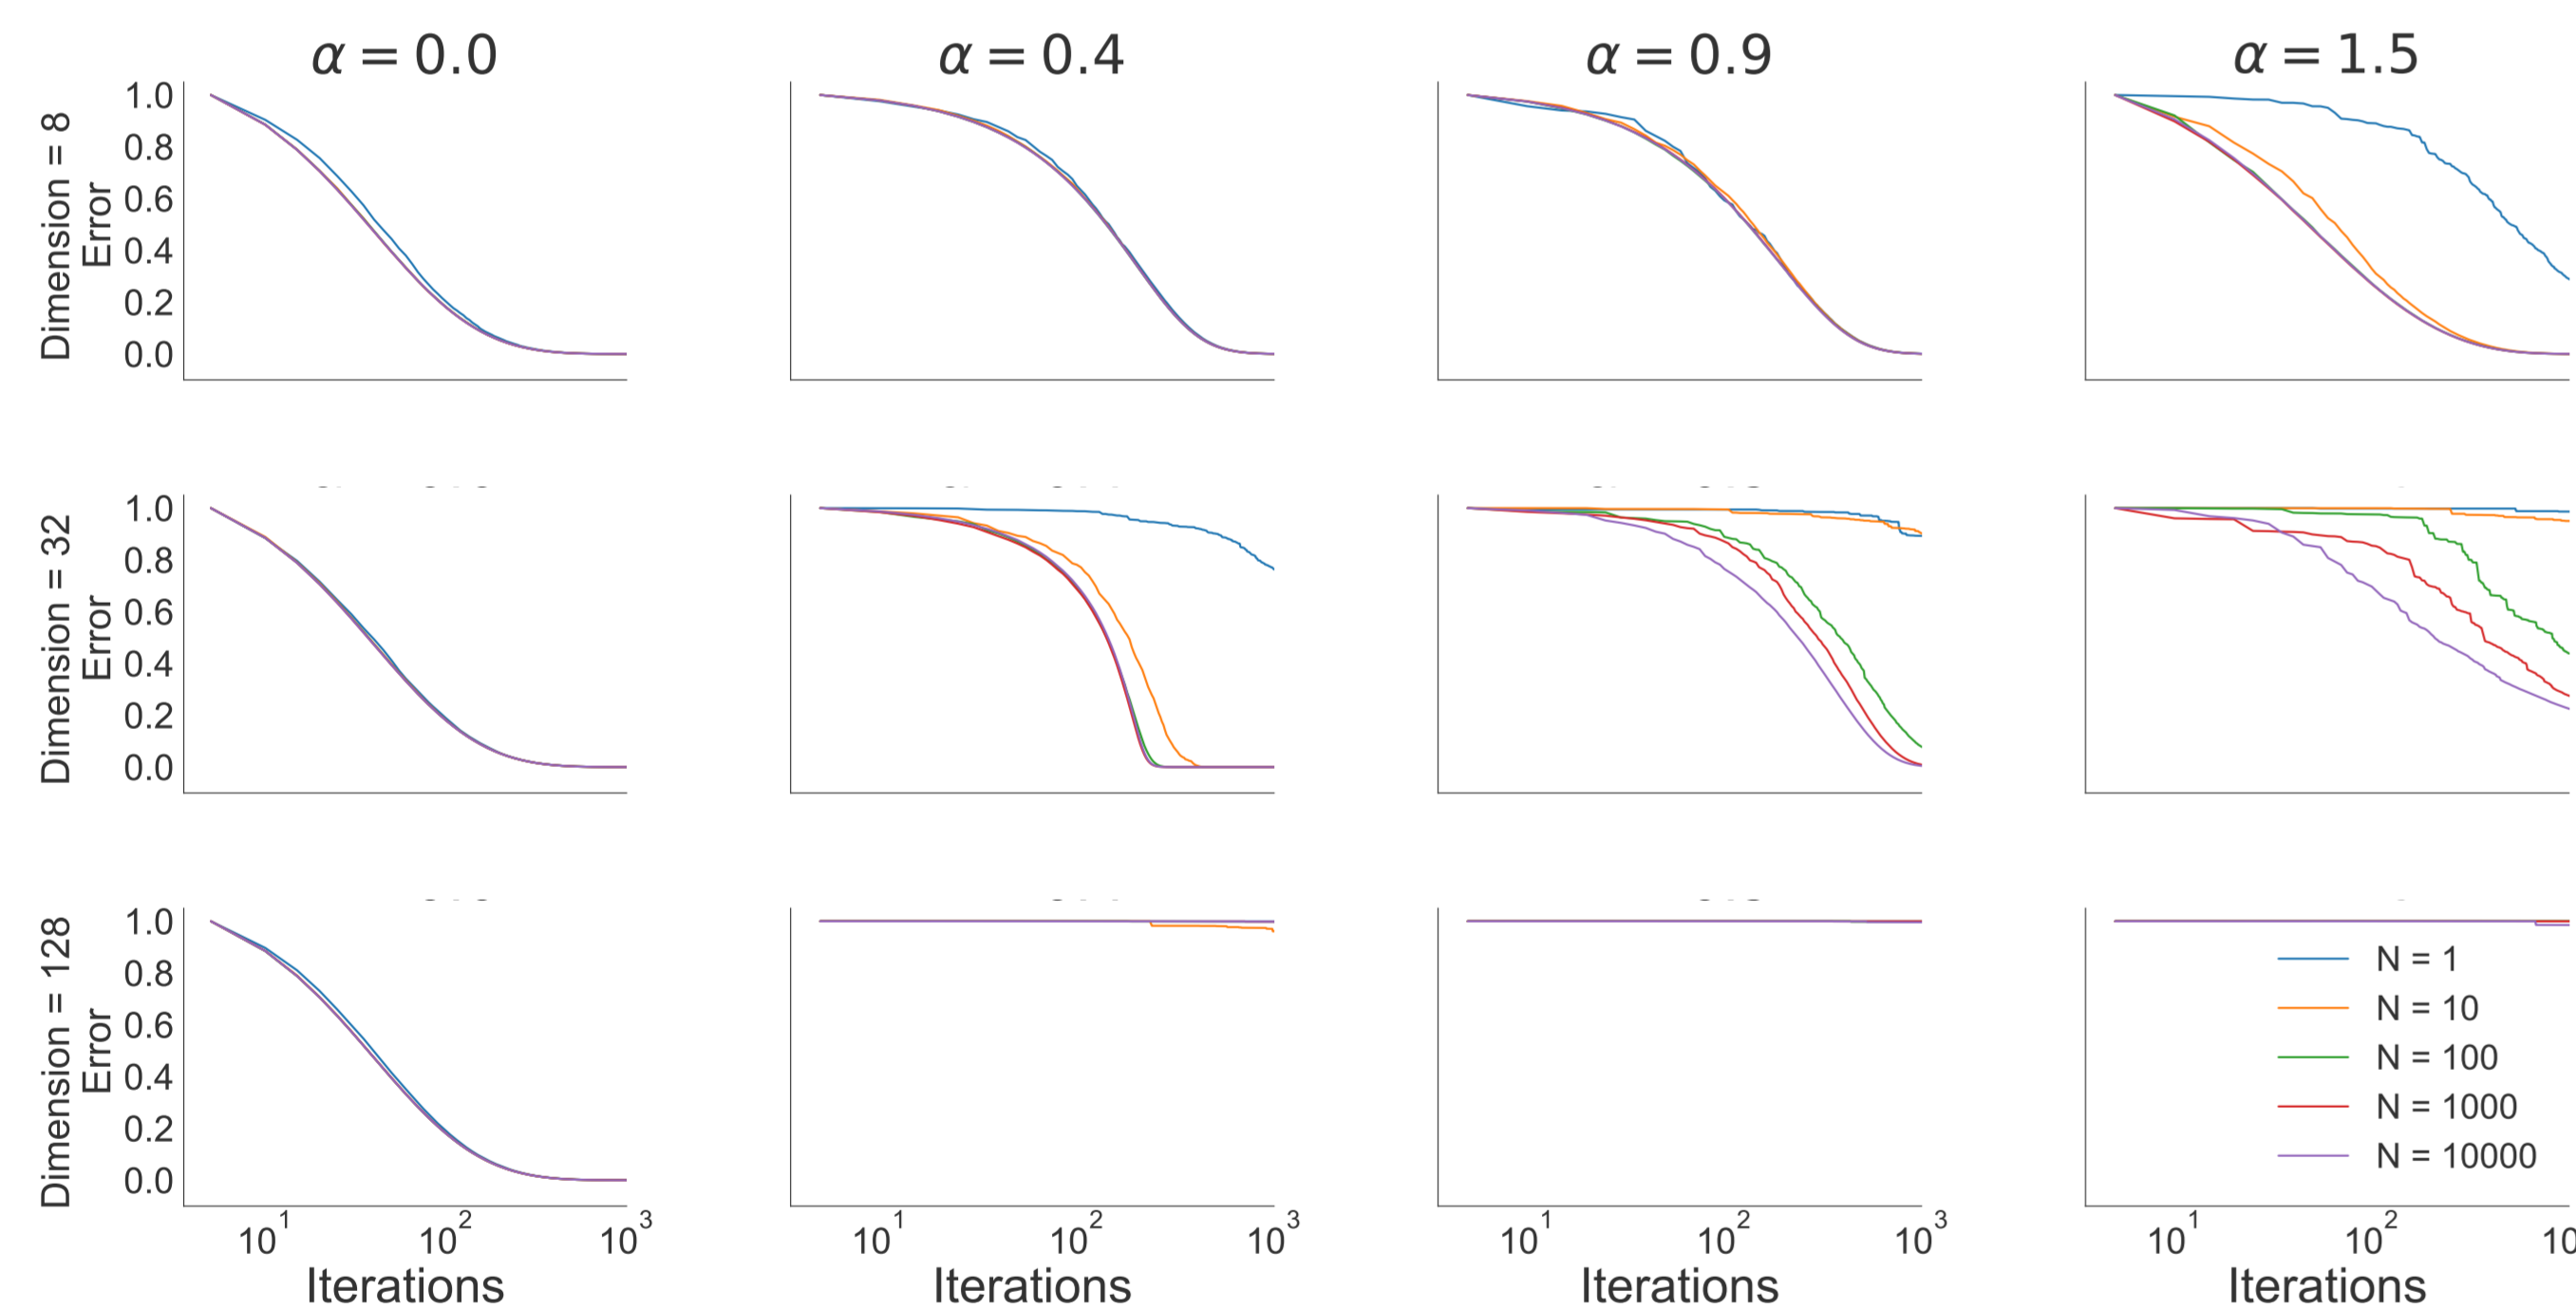 α = 0.0
α = 0.4
α = 0.9
α = 1.5
Dimension = 8
Error
1.0
0.8
0.6
0.4
0.2
0.0
Dimension = 32
Error
1.0
0.8
0.6
0.4
0.2
0.0
Dimension = 128
Error
1.0
0.8
0.6
0.4
0.2
0.0
N = 1
N = 10
N = 100
N = 1000
N = 10000
10^1 10^2 10^3
10^1 10^2 10^3
10^1 10^2 10^3
10^1 10^2
Iterations
Iterations
Iterations
Iterations